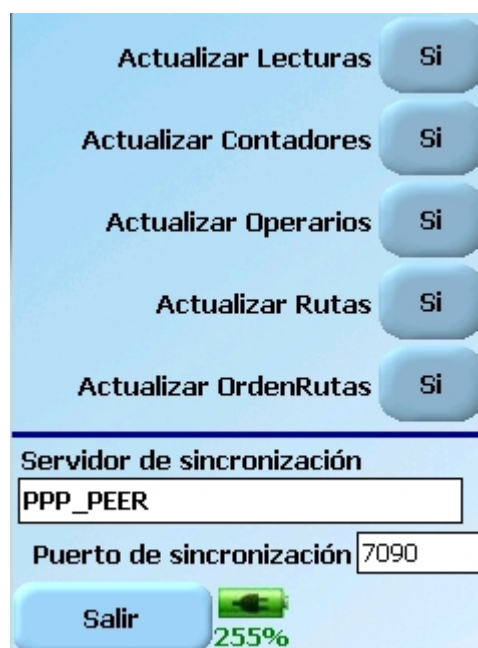 Actualizar Lecturas Si
Actualizar Contadores Si
Actualizar Operarios Si
Actualizar Rutas Si
Actualizar OrdenRutas Si
Servidor de sincronización
PPP_PEER
Puerto de sincronización 7090
Salir 255%